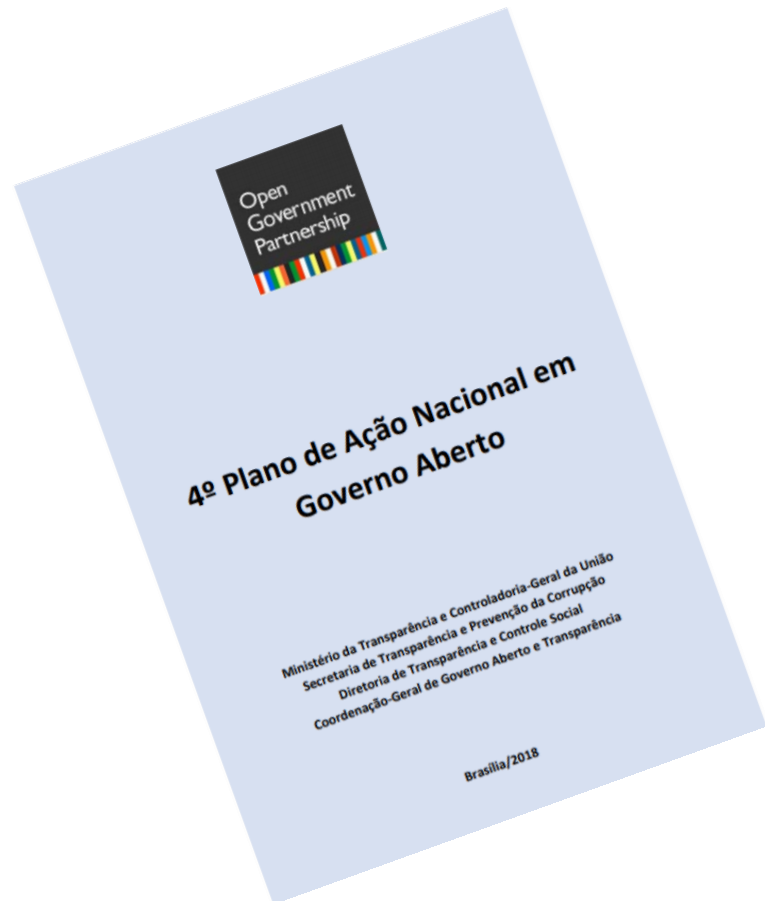 Open
Government
Partnership
4º Plano de Ação Nacional em
Governo Aberto
Ministério da Transparência e Controladoria-Geral da União
Secretaria de Transparência e Prevenção da Corrupção
Diretoria de Transparência e Controle Social
Coordenação-Geral de Governo Aberto e Transparência
Brasília/2018